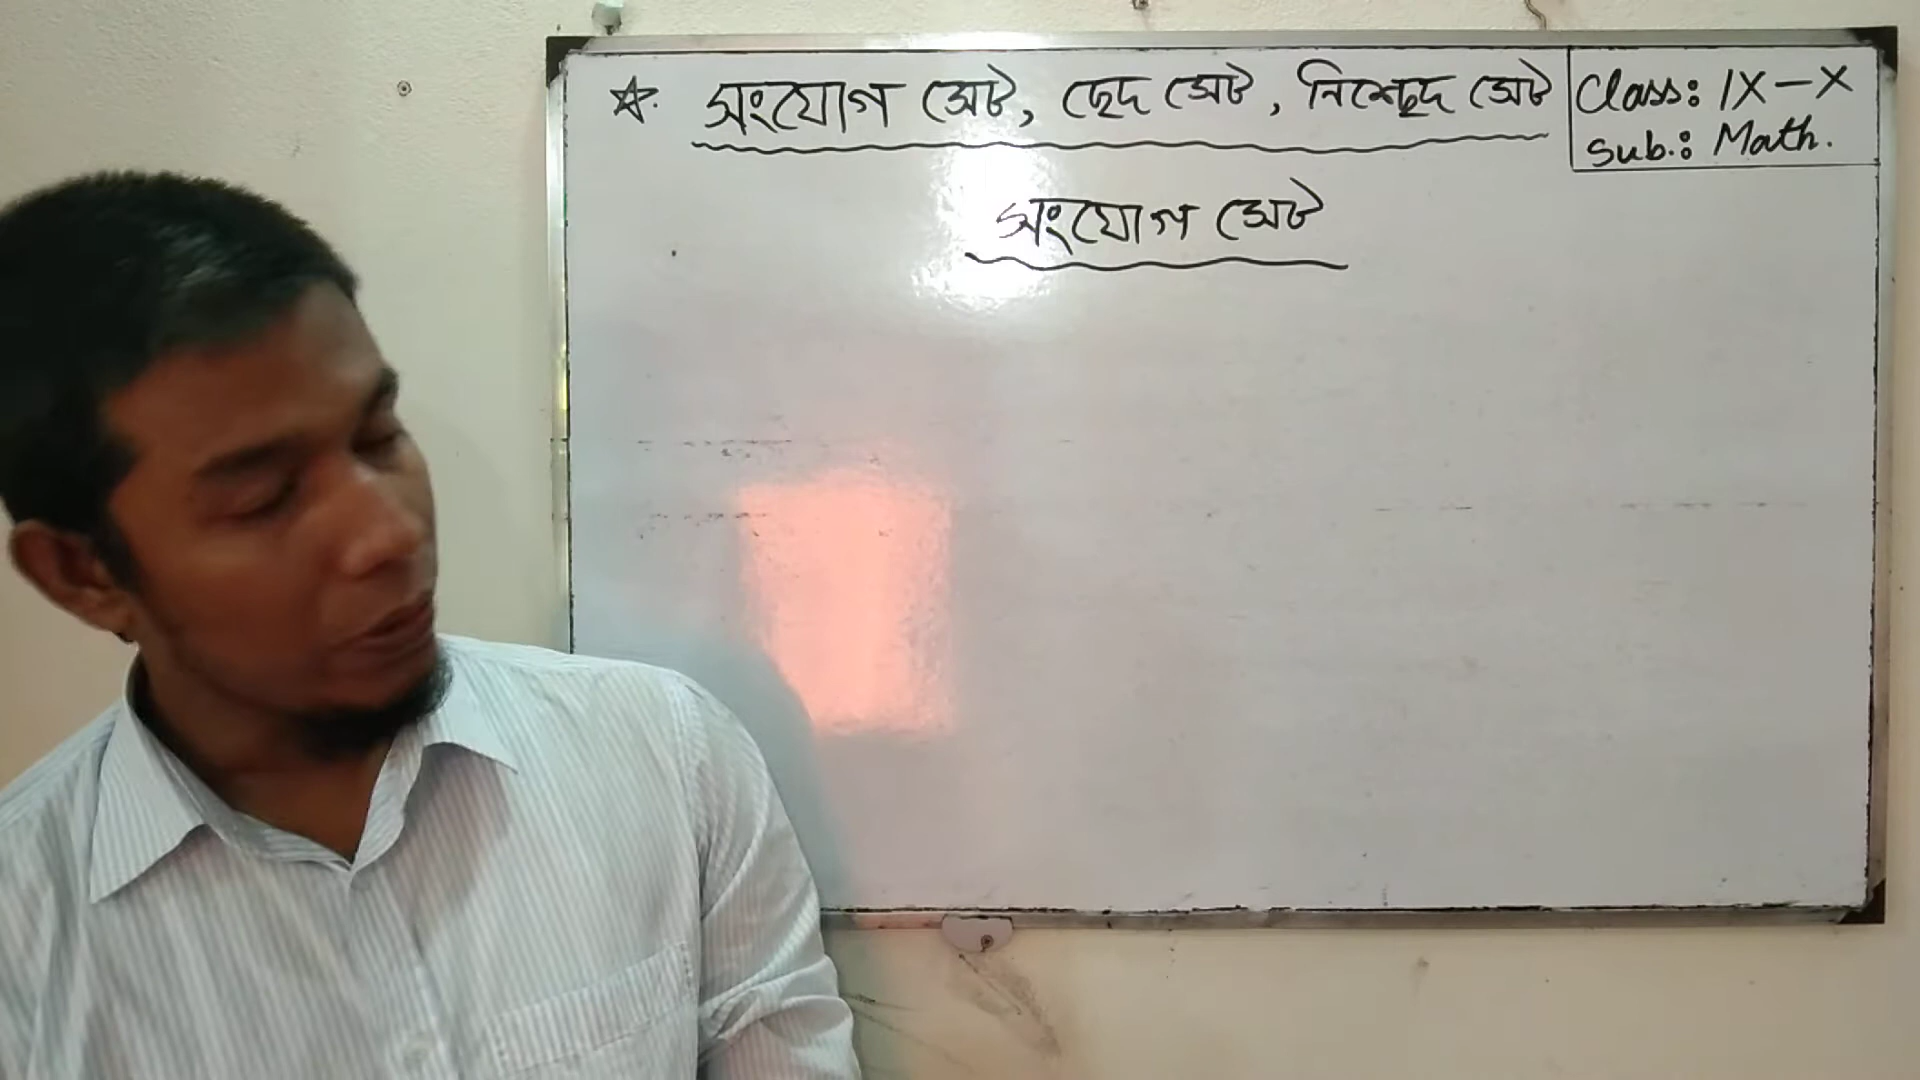 ☆. সংযোগ সেট, ছেদ সেট, নিশ্ছেদ সেট
Class: IX-X
Sub.: Math.
সংযোগ সেট